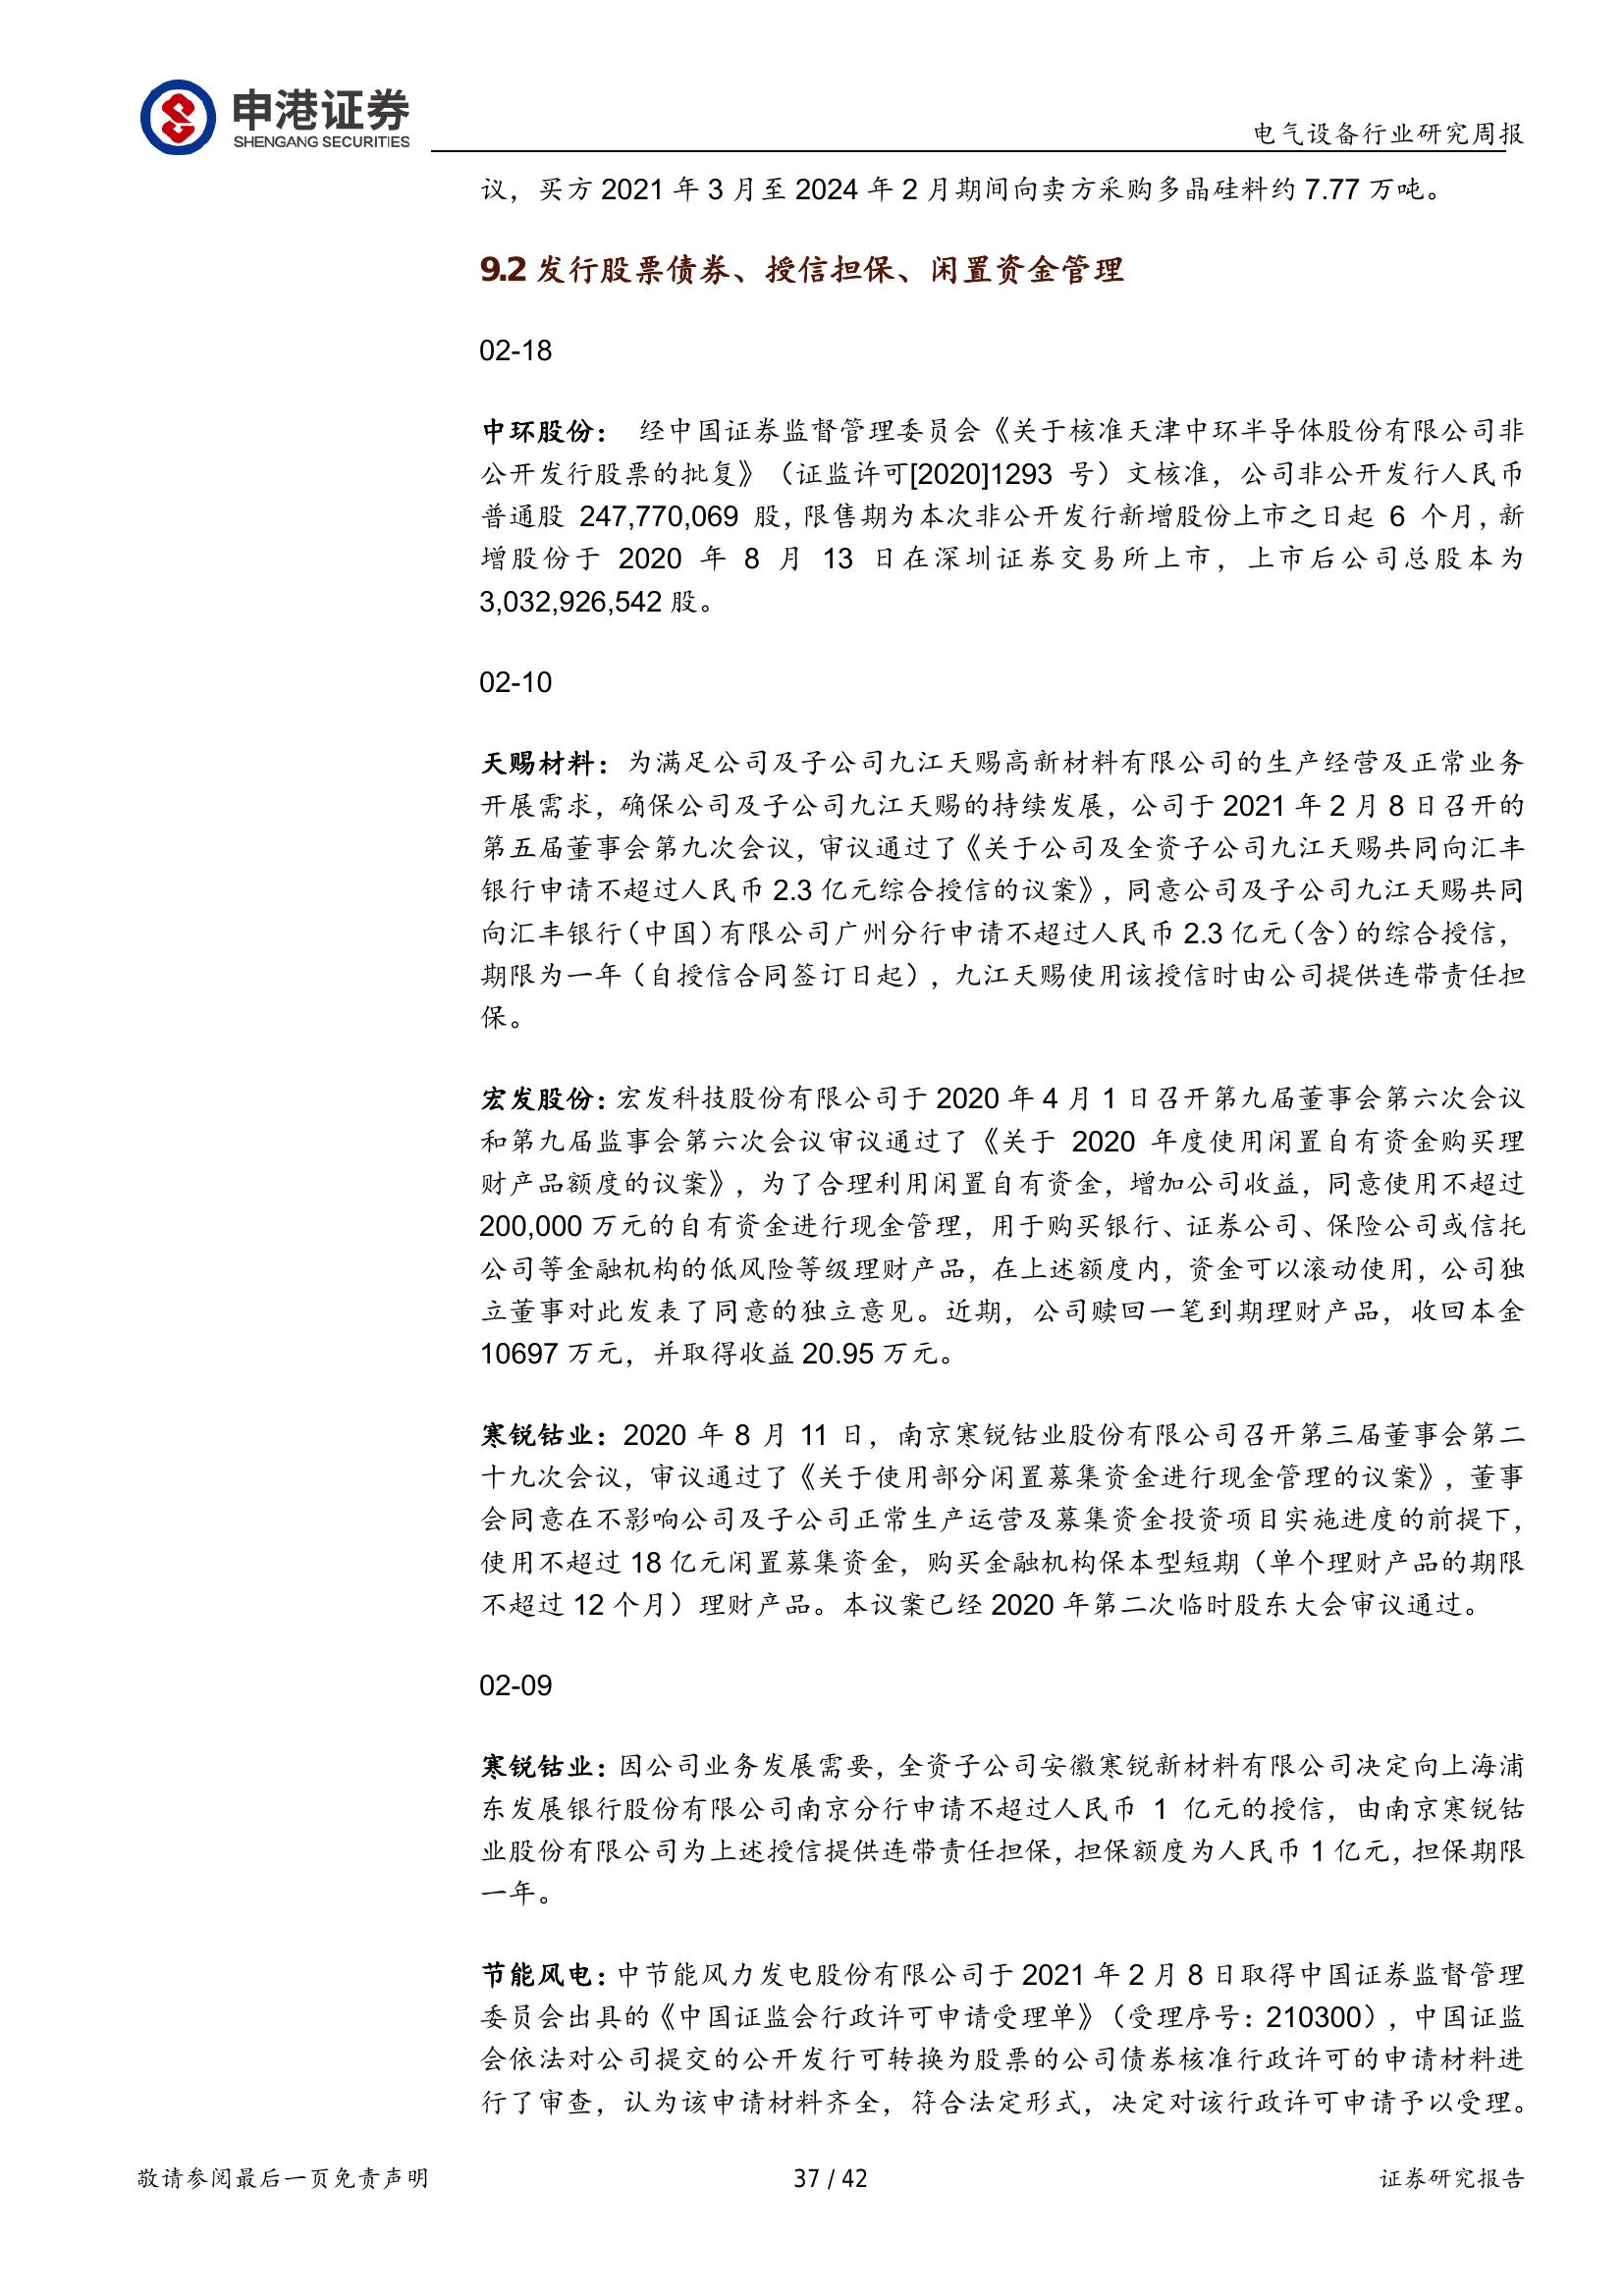 申港证券
SHENGANG SECURITIES
电气设备行业研究周报
议，买方 2021 年 3 月至 2024 年 2 月期间向卖方采购多晶硅料约 7.77 万吨。
9.2 发行股票债券、授信担保、闲置资金管理
02-18
中环股份： 经中国证券监督管理委员会《关于核准天津中环半导体股份有限公司非
公开发行股票的批复》（证监许可[2020]1293 号）文核准，公司非公开发行人民币
普通股 247,770,069 股，限售期为本次非公开发行新增股份上市之日起 6 个月，新
增股份于 2020 年 8 月 13 日在深圳证券交易所上市，上市后公司总股本为
3,032,926,542 股。
02-10
天赐材料：为满足公司及子公司九江天赐高新材料有限公司的生产经营及正常业务
开展需求，确保公司及子公司九江天赐的持续发展，公司于 2021 年 2 月 8 日召开的
第五届董事会第九次会议，审议通过了《关于公司及全资子公司九江天赐共同向汇丰
银行申请不超过人民币 2.3 亿元综合授信的议案》，同意公司及子公司九江天赐共同
向汇丰银行（中国）有限公司广州分行申请不超过人民币 2.3 亿元（含）的综合授信，
期限为一年（自授信合同签订日起），九江天赐使用该授信时由公司提供连带责任担
保。
宏发股份：宏发科技股份有限公司于 2020 年 4 月 1 日召开第九届董事会第六次会议
和第九届监事会第六次会议审议通过了《关于 2020 年度使用闲置自有资金购买理
财产品额度的议案》，为了合理利用闲置自有资金，增加公司收益，同意使用不超过
200,000 万元的自有资金进行现金管理，用于购买银行、证券公司、保险公司或信托
公司等金融机构的低风险等级理财产品，在上述额度内，资金可以滚动使用，公司独
立董事对此发表了同意的独立意见。近期，公司赎回一笔到期理财产品，收回本金
10697 万元，并取得收益 20.95 万元。
寒锐钴业：2020 年 8 月 11 日，南京寒锐钴业股份有限公司召开第三届董事会第二
十九次会议，审议通过了《关于使用部分闲置募集资金进行现金管理的议案》，董事
会同意在不影响公司及子公司正常生产运营及募集资金投资项目实施进度的前提下，
使用不超过 18 亿元闲置募集资金，购买金融机构保本型短期（单个理财产品的期限
不超过 12 个月）理财产品。本议案已经 2020 年第二次临时股东大会审议通过。
02-09
寒锐钴业：因公司业务发展需要，全资子公司安徽寒锐新材料有限公司决定向上海浦
东发展银行股份有限公司南京分行申请不超过人民币 1 亿元的授信，由南京寒锐钴
业股份有限公司为上述授信提供连带责任担保，担保额度为人民币 1 亿元，担保期限
一年。
节能风电：中节能风力发电股份有限公司于 2021 年 2 月 8 日取得中国证券监督管理
委员会出具的《中国证监会行政许可申请受理单》（受理序号：210300），中国证监
会依法对公司提交的公开发行可转换为股票的公司债券核准行政许可的申请材料进
行了审查，认为该申请材料齐全，符合法定形式，决定对该行政许可申请予以受理。
敬请参阅最后一页免责声明
37 / 42
证券研究报告